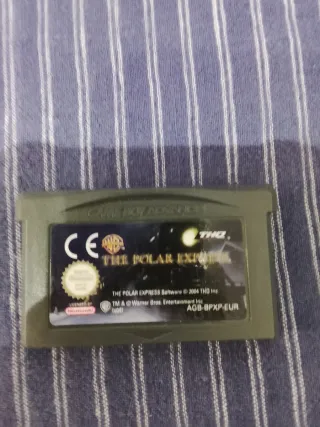 GAME BOY ADVANCE
CE
WB
THQ
THE POLAR EXPRESS
Nintendo
THE POLAR EXPRESS Software © 2004 THQ Inc.
TM & © Warner Bros. Entertainment Inc.
AGB-BPXP-EUR